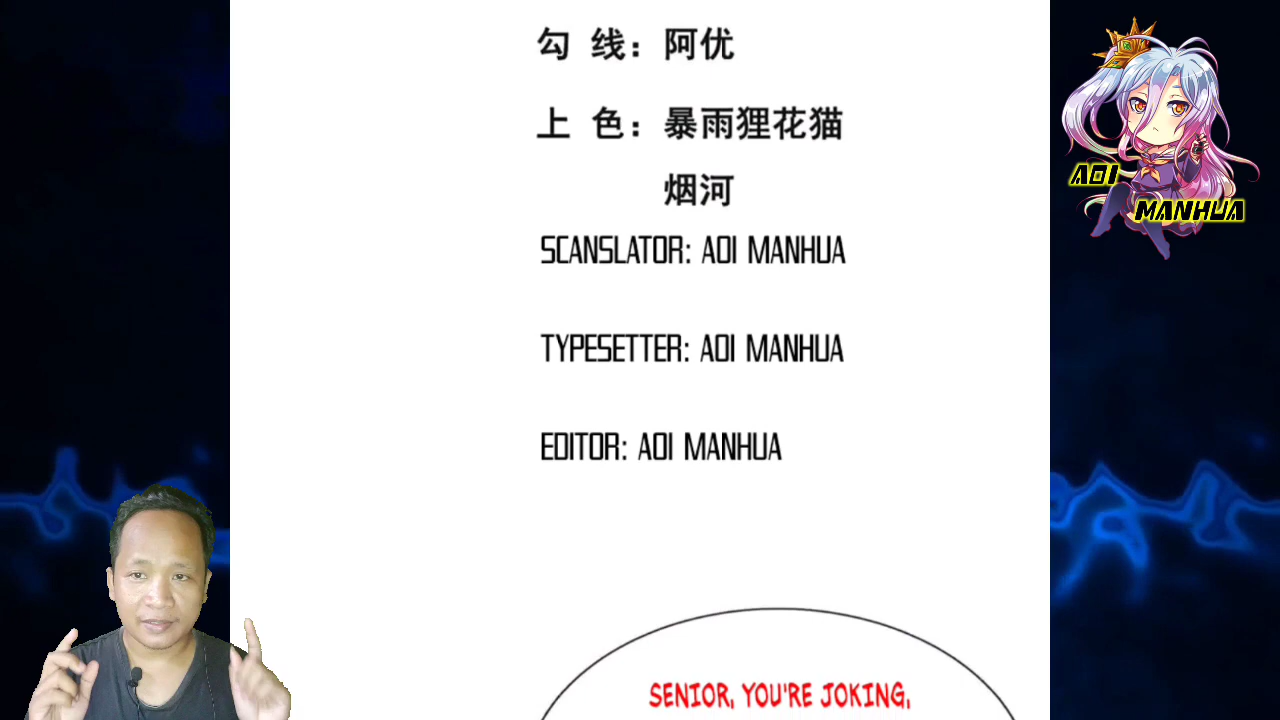 勾 线：阿优
上 色：暴雨狸花猫
烟河
SCANSLATOR: AOI MANHUA
TYPESETTER: AOI MANHUA
EDITOR: AOI MANHUA
SENIOR, YOU'RE JOKING,
AOI
MANHUA